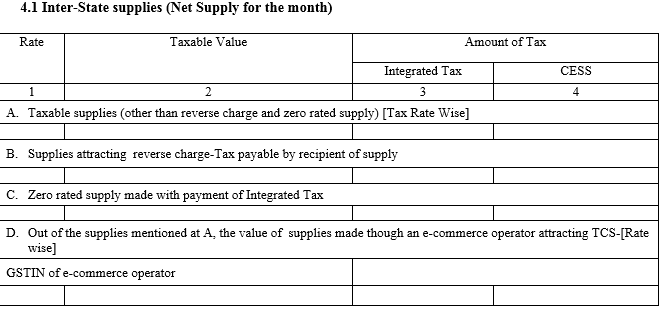 4.1 Inter-State supplies (Net Supply for the month)
Rate Taxable Value Amount of Tax
Integrated Tax CESS
1 2 3 4
A. Taxable supplies (other than reverse charge and zero rated supply) [Tax Rate Wise]
B. Supplies attracting reverse charge-Tax payable by recipient of supply
C. Zero rated supply made with payment of Integrated Tax
D. Out of the supplies mentioned at A, the value of supplies made though an e-commerce operator attracting TCS-[Rate
wise]
GSTIN of e-commerce operator